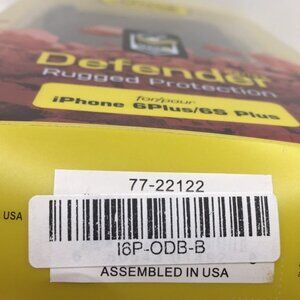 Defender
Rugged Protection
for/pour
iPhone 6Plus/6S Plus
77-22122
USA
I6P-ODB-B
ASSEMBLED IN USA